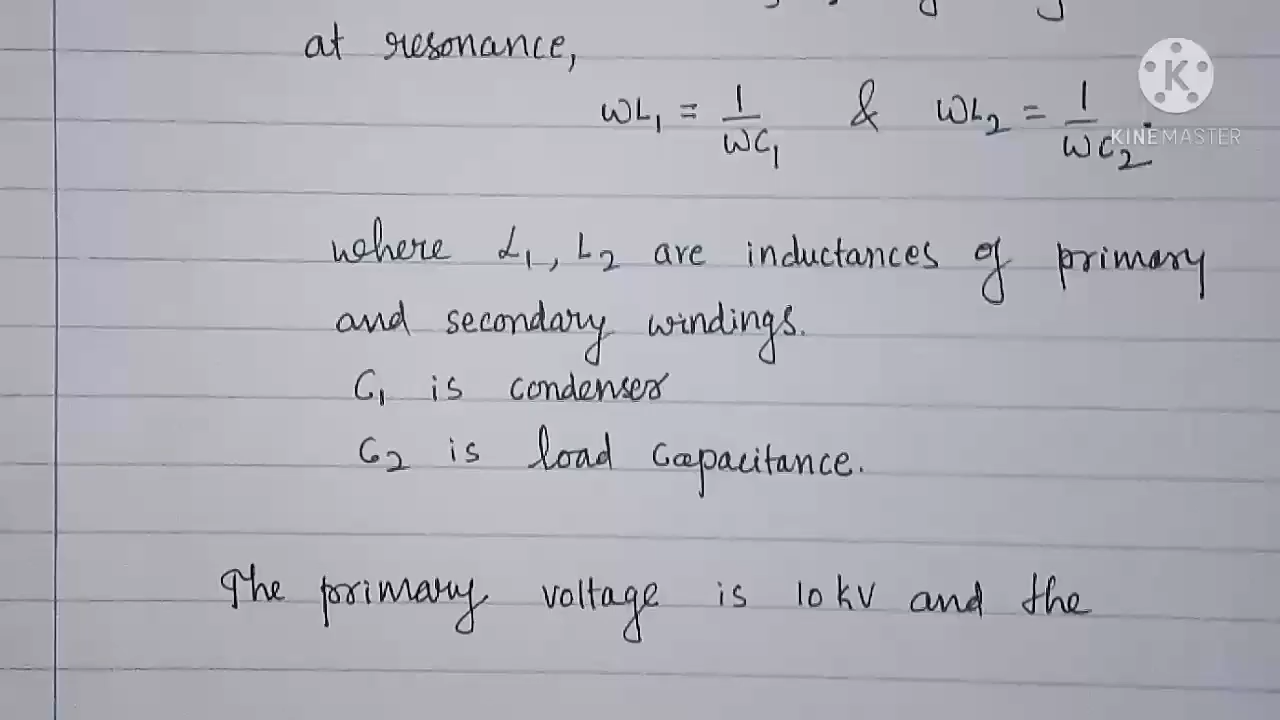 at resonance,
ωL₁ = 1/ωC₁ & ωL₂ = 1/ωC₂.
K
KINEMASTER
where L₁, L₂ are inductances of primary
and secondary windings.
C₁ is condenser
C₂ is load capacitance.
The primary voltage is 10 kV and the